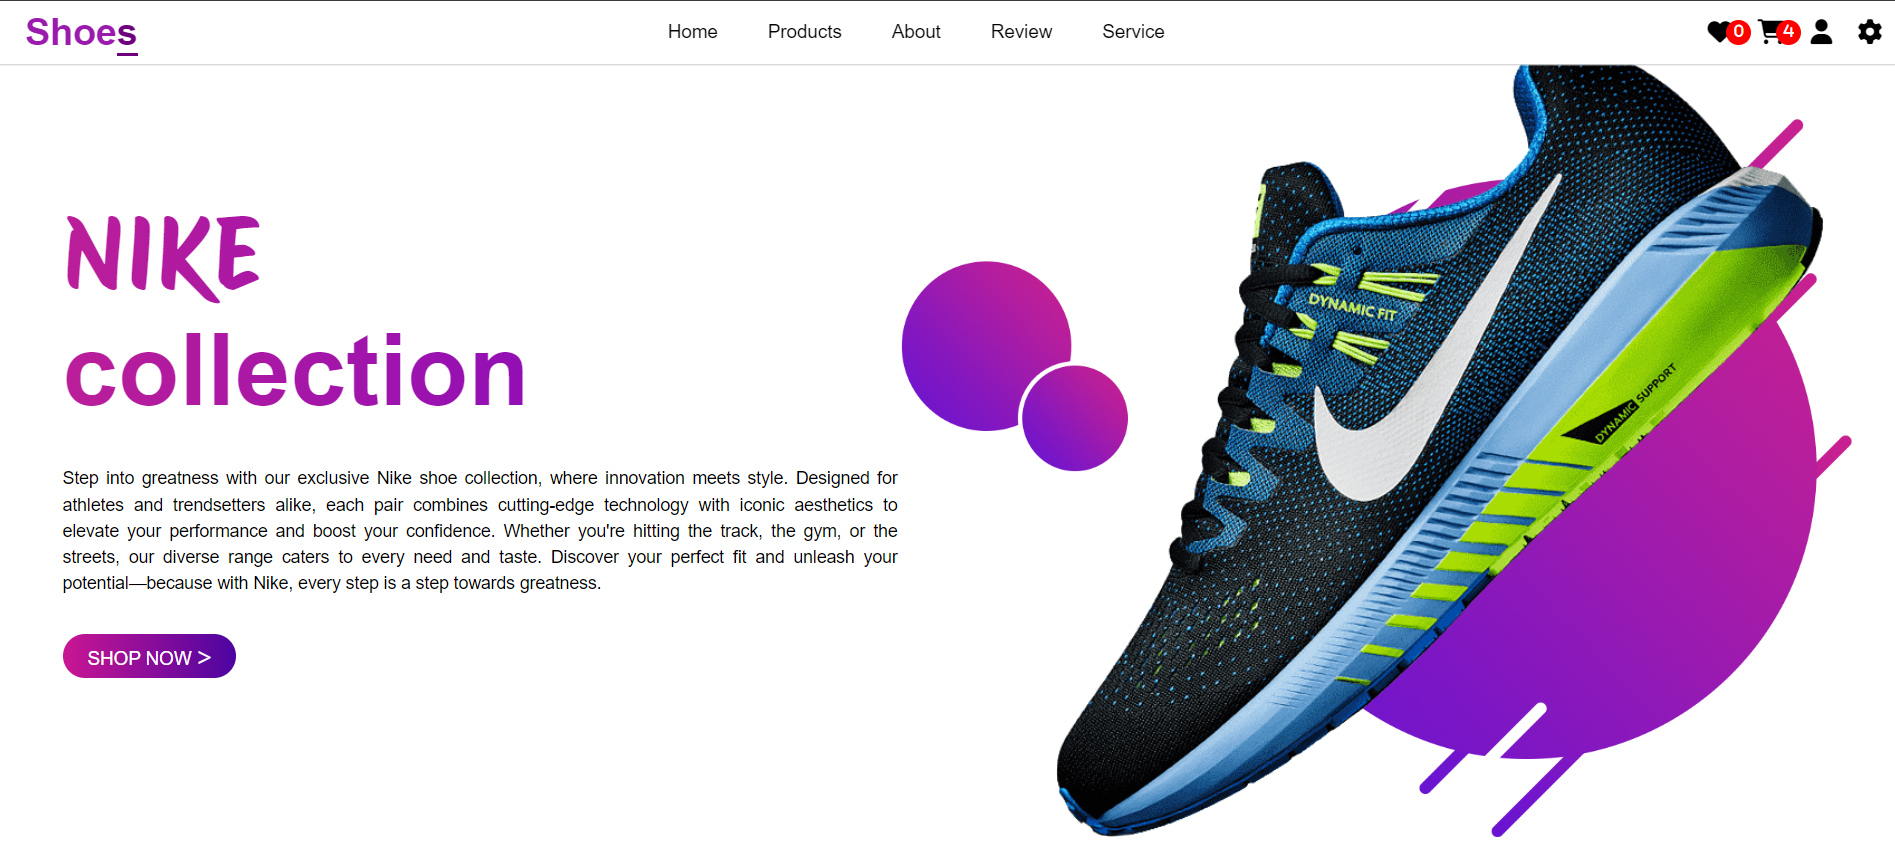 Shoes
Home Products About Review Service
0 4
NIKE
collection
Step into greatness with our exclusive Nike shoe collection, where innovation meets style. Designed for
athletes and trendsetters alike, each pair combines cutting-edge technology with iconic aesthetics to
elevate your performance and boost your confidence. Whether you're hitting the track, the gym, or the
streets, our diverse range caters to every need and taste. Discover your perfect fit and unleash your
potential—because with Nike, every step is a step towards greatness.
SHOP NOW >
DYNAMIC FIT
DYNAMIC SUPPORT